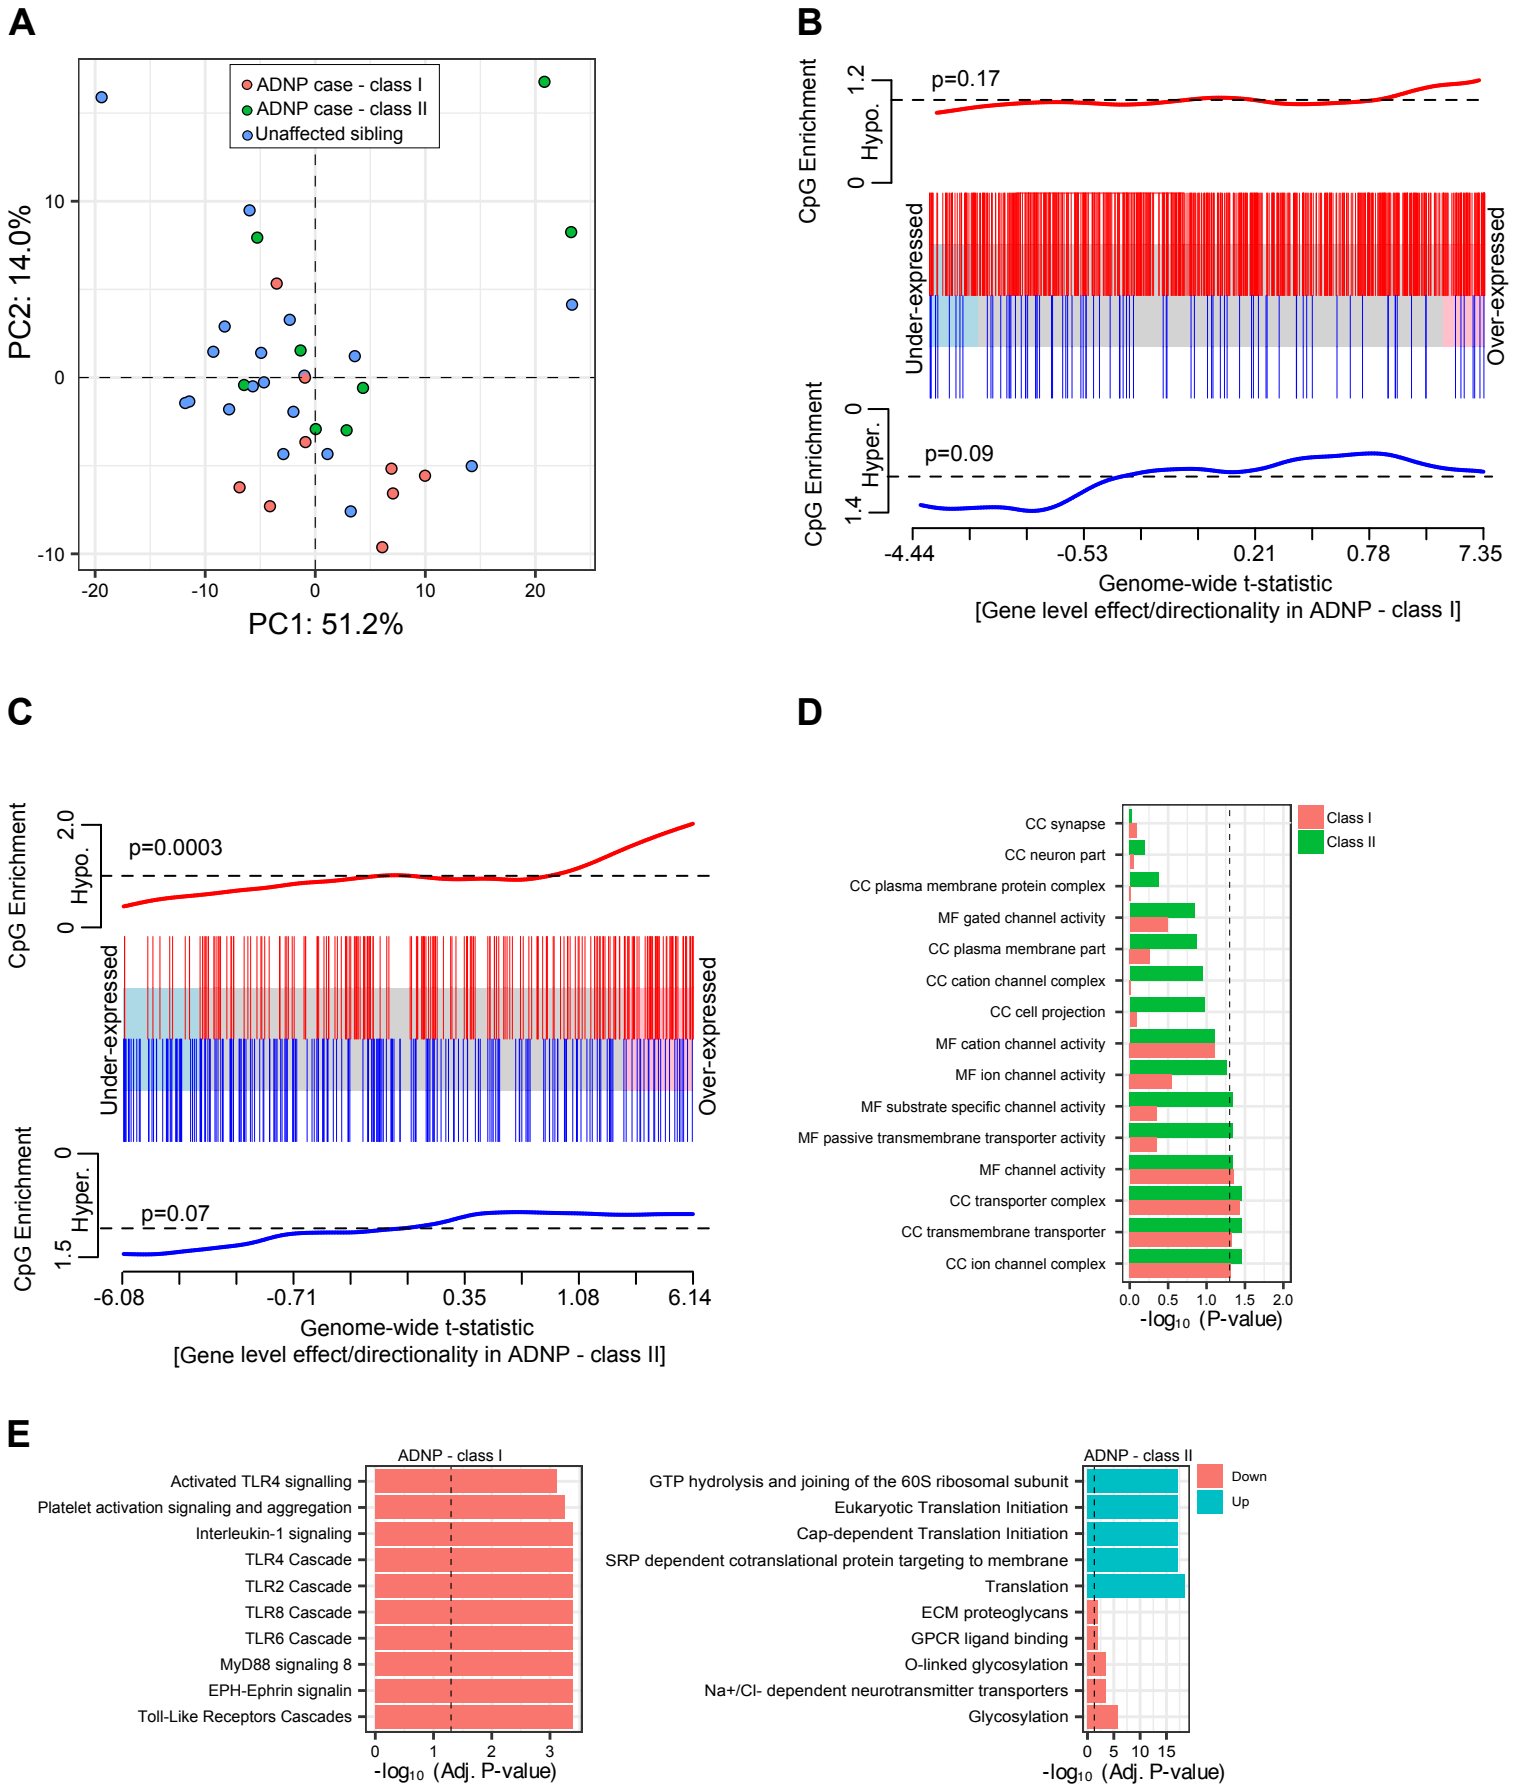 A
ADNP case - class I
ADNP case - class II
Unaffected sibling
10
0
-10
-20
-10
0
10
20
PC2: 14.0%
PC1: 51.2%
B
CpG Enrichment
Hypo.
1.2
0
p=0.17
Under-expressed
Over-expressed
CpG Enrichment
Hyper.
0
1.4
p=0.09
-4.44
-0.53
0.21
0.78
7.35
Genome-wide t-statistic
[Gene level effect/directionality in ADNP - class I]
C
CpG Enrichment
Hypo.
2.0
0
p=0.0003
Under-expressed
Over-expressed
CpG Enrichment
Hyper.
0
1.5
p=0.07
-6.08
-0.71
0.35
1.08
6.14
Genome-wide t-statistic
[Gene level effect/directionality in ADNP - class II]
D
CC synapse
CC neuron part
CC plasma membrane protein complex
MF gated channel activity
CC plasma membrane part
CC cation channel complex
CC cell projection
MF cation channel activity
MF ion channel activity
MF substrate specific channel activity
MF passive transmembrane transporter activity
MF channel activity
CC transporter complex
CC transmembrane transporter
CC ion channel complex
0.0
0.5
1.0
1.5
2.0
-log₁₀ (P-value)
Class I
Class II
E
ADNP - class I
Activated TLR4 signalling
Platelet activation signaling and aggregation
Interleukin-1 signaling
TLR4 Cascade
TLR2 Cascade
TLR8 Cascade
TLR6 Cascade
MyD88 signaling 8
EPH-Ephrin signalin
Toll-Like Receptors Cascades
0
1
2
3
-log₁₀ (Adj. P-value)
ADNP - class II
GTP hydrolysis and joining of the 60S ribosomal subunit
Eukaryotic Translation Initiation
Cap-dependent Translation Initiation
SRP dependent cotranslational protein targeting to membrane
Translation
ECM proteoglycans
GPCR ligand binding
O-linked glycosylation
Na+/Cl- dependent neurotransmitter transporters
Glycosylation
0
5
10
15
-log₁₀ (Adj. P-value)
Down
Up